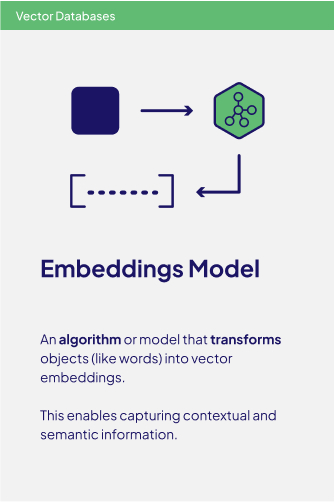 Vector Databases
Embeddings Model
An algorithm or model that transforms
objects (like words) into vector
embeddings.
This enables capturing contextual and
semantic information.